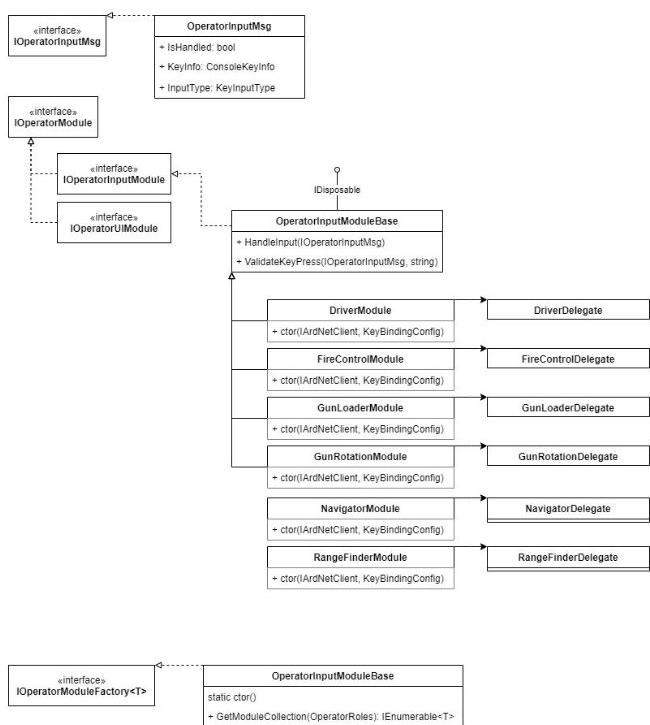 «interface»
IOperatorInputMsg
OperatorInputMsg
+ IsHandled: bool
+ KeyInfo: ConsoleKeyInfo
+ InputType: KeyInputType
«interface»
IOperatorModule
«interface»
IOperatorInputModule
«interface»
IOperatorUIModule
IDisposable
OperatorInputModuleBase
+ HandleInput(IOperatorInputMsg)
+ ValidateKeyPress(IOperatorInputMsg, string)
DriverModule
+ ctor(IArdNetClient, KeyBindingConfig)
DriverDelegate
FireControlModule
+ ctor(IArdNetClient, KeyBindingConfig)
FireControlDelegate
GunLoaderModule
+ ctor(IArdNetClient, KeyBindingConfig)
GunLoaderDelegate
GunRotationModule
+ ctor(IArdNetClient, KeyBindingConfig)
GunRotationDelegate
NavigatorModule
+ ctor(IArdNetClient, KeyBindingConfig)
NavigatorDelegate
RangeFinderModule
+ ctor(IArdNetClient, KeyBindingConfig)
RangeFinderDelegate
«interface»
IOperatorModuleFactory<T>
OperatorInputModuleBase
static ctor()
+ GetModuleCollection(OperatorRoles): IEnumerable<T>